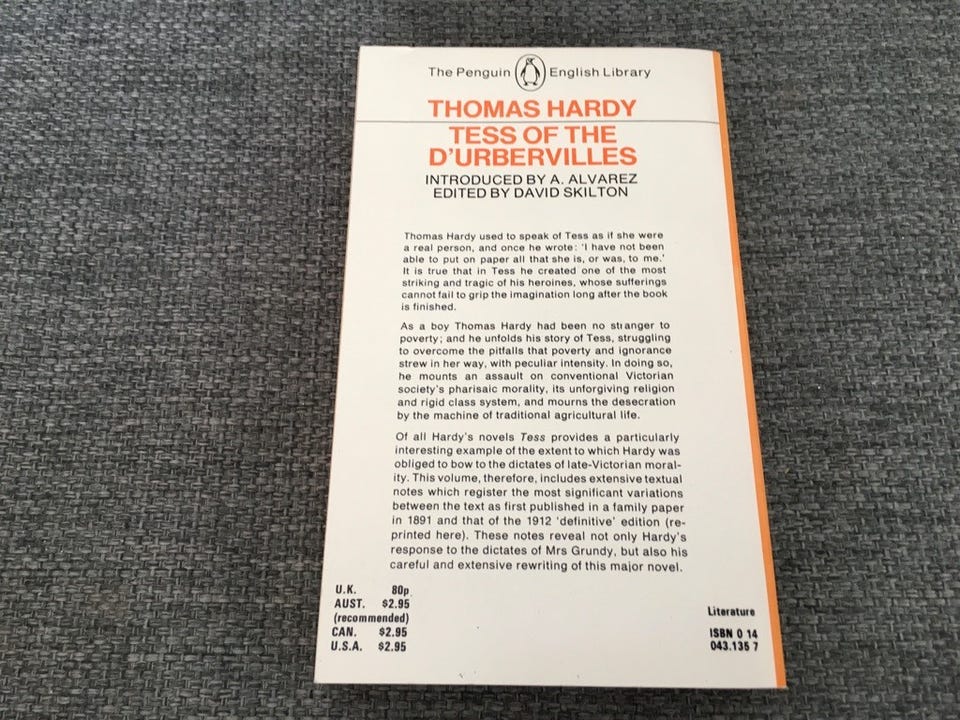 The Penguin English Library
THOMAS HARDY
TESS OF THE
D'URBERVILLES
INTRODUCED BY A. ALVAREZ
EDITED BY DAVID SKILTON
Thomas Hardy used to speak of Tess as if she were
a real person, and once he wrote: 'I have not been
able to put on paper all that she is, or was, to me.'
It is true that in Tess he created one of the most
striking and tragic of his heroines, whose sufferings
cannot fail to grip the imagination long after the book
is finished.
As a boy Thomas Hardy had been no stranger to
poverty; and he unfolds his story of Tess, struggling
to overcome the pitfalls that poverty and ignorance
strew in her way, with peculiar intensity. In doing so,
he mounts an assault on conventional Victorian
society's pharisaic morality, its unforgiving religion
and rigid class system, and mourns the desecration
by the machine of traditional agricultural life.
Of all Hardy's novels Tess provides a particularly
interesting example of the extent to which Hardy was
obliged to bow to the dictates of late-Victorian moral-
ity. This volume, therefore, includes extensive textual
notes which register the most significant variations
between the text as first published in a family paper
in 1891 and that of the 1912 'definitive' edition (re-
printed here). These notes reveal not only Hardy's
response to the dictates of Mrs Grundy, but also his
careful and extensive rewriting of this major novel.
U.K. 80p
AUST. $2.95
(recommended)
CAN. $2.95
U.S.A. $2.95
Literature
ISBN 0 14
043.135 7